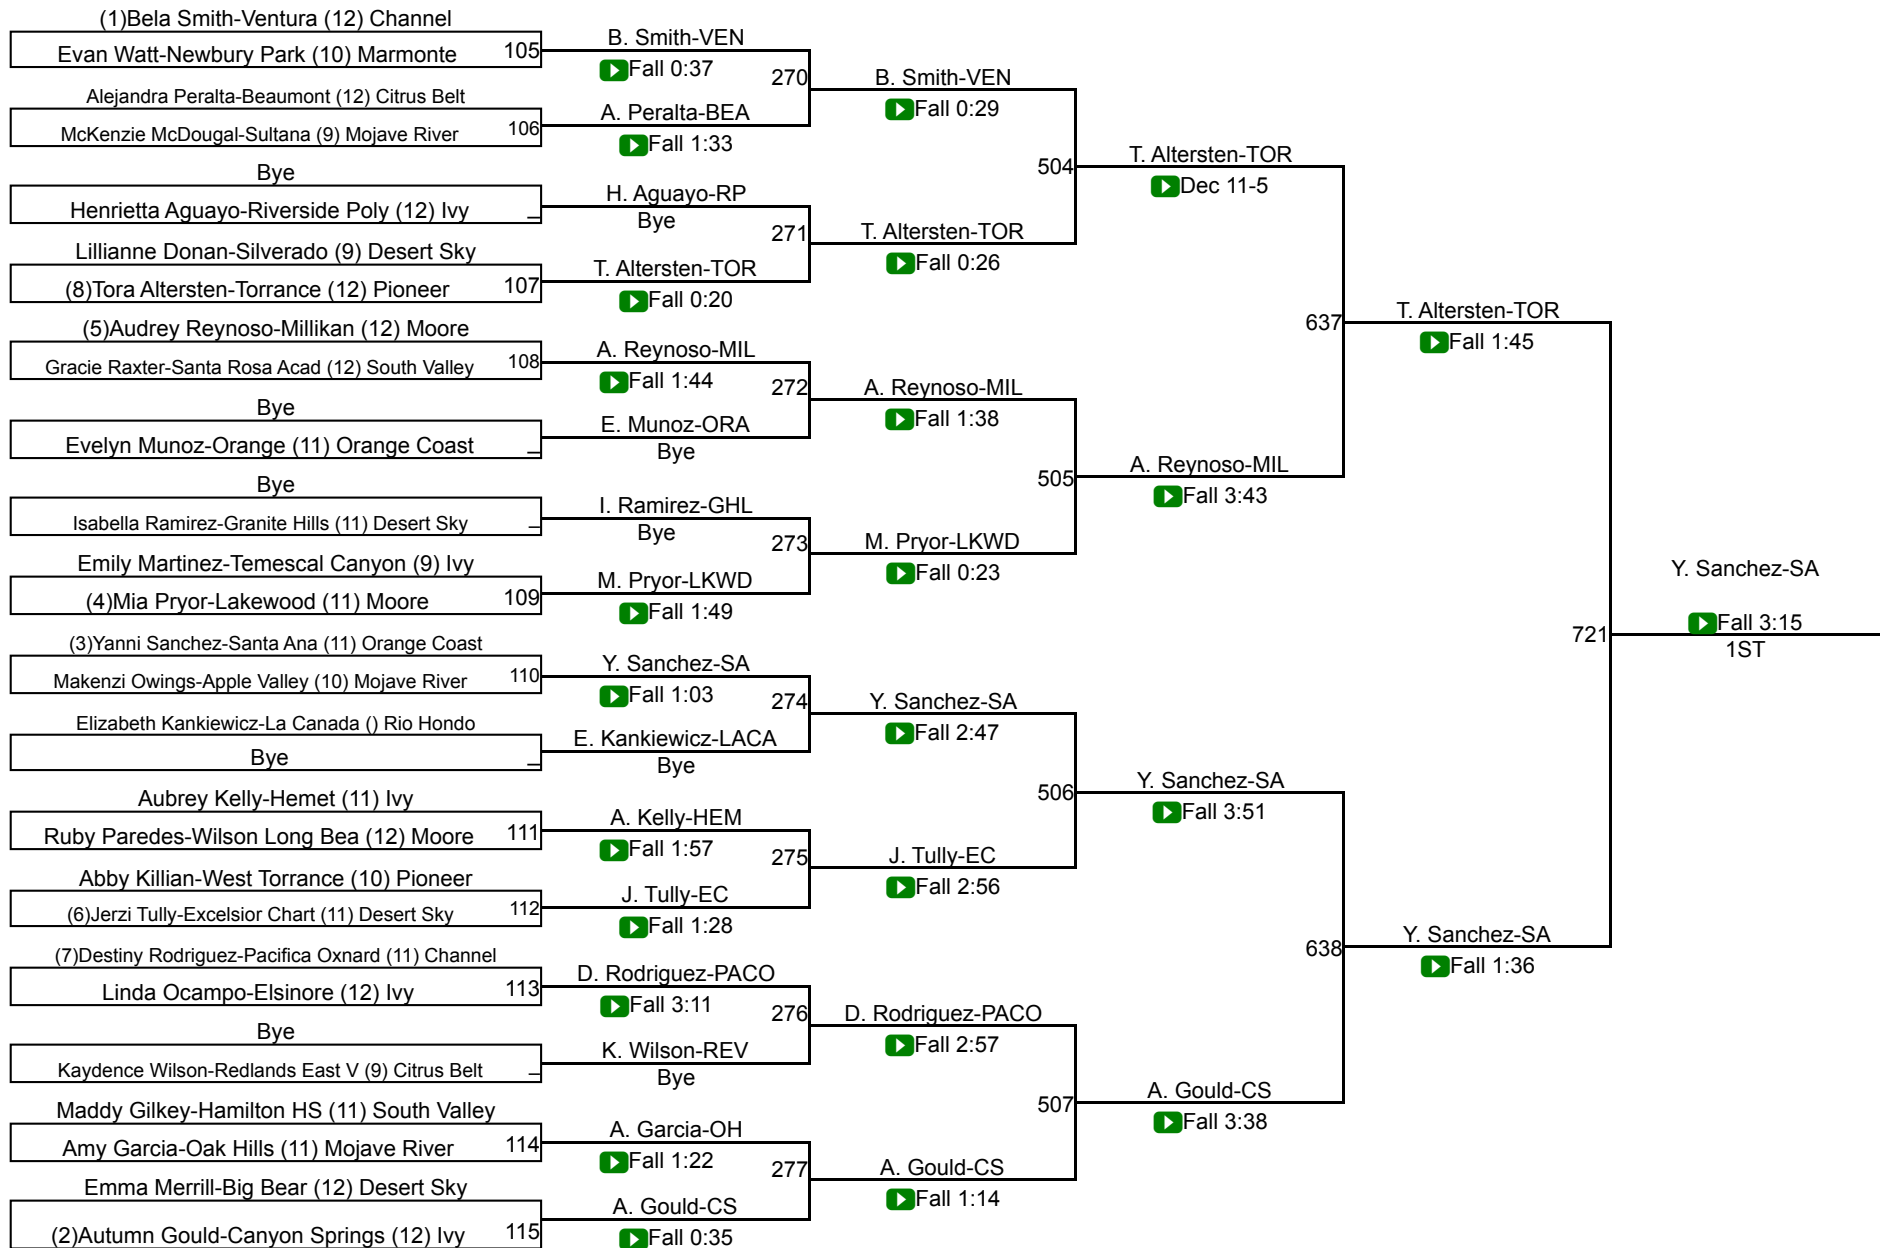 (1)Bela Smith-Ventura (12) Channel
Evan Watt-Newbury Park (10) Marmonte 105
Alejandra Peralta-Beaumont (12) Citrus Belt
McKenzie McDougal-Sultana (9) Mojave River 106
Bye
Henrietta Aguayo-Riverside Poly (12) Ivy _
Lillianne Donan-Silverado (9) Desert Sky
(8)Tora Altersten-Torrance (12) Pioneer 107
(5)Audrey Reynoso-Millikan (12) Moore
Gracie Raxter-Santa Rosa Acad (12) South Valley 108
Bye
Evelyn Munoz-Orange (11) Orange Coast _
Bye
Isabella Ramirez-Granite Hills (11) Desert Sky _
Emily Martinez-Temescal Canyon (9) Ivy
(4)Mia Pryor-Lakewood (11) Moore 109
(3)Yanni Sanchez-Santa Ana (11) Orange Coast
Makenzi Owings-Apple Valley (10) Mojave River 110
Elizabeth Kankiewicz-La Canada () Rio Hondo
Bye _
Aubrey Kelly-Hemet (11) Ivy
Ruby Paredes-Wilson Long Bea (12) Moore 111
Abby Killian-West Torrance (10) Pioneer
(6)Jerzi Tully-Excelsior Chart (11) Desert Sky 112
(7)Destiny Rodriguez-Pacifica Oxnard (11) Channel
Linda Ocampo-Elsinore (12) Ivy 113
Bye
Kaydence Wilson-Redlands East V (9) Citrus Belt _
Maddy Gilkey-Hamilton HS (11) South Valley
Amy Garcia-Oak Hills (11) Mojave River 114
Emma Merrill-Big Bear (12) Desert Sky
(2)Autumn Gould-Canyon Springs (12) Ivy 115
B. Smith-VEN
Fall 0:37
270
A. Peralta-BEA
Fall 1:33
H. Aguayo-RP
Bye
271
T. Altersten-TOR
Fall 0:20
A. Reynoso-MIL
Fall 1:44
272
E. Munoz-ORA
Bye
I. Ramirez-GHL
Bye
273
M. Pryor-LKWD
Fall 1:49
Y. Sanchez-SA
Fall 1:03
274
E. Kankiewicz-LACA
Bye
A. Kelly-HEM
Fall 1:57
275
J. Tully-EC
Fall 1:28
D. Rodriguez-PACO
Fall 3:11
276
K. Wilson-REV
Bye
A. Garcia-OH
Fall 1:22
277
A. Gould-CS
Fall 0:35
B. Smith-VEN
Fall 0:29
504
T. Altersten-TOR
Fall 0:26
A. Reynoso-MIL
Fall 1:38
505
M. Pryor-LKWD
Fall 0:23
Y. Sanchez-SA
Fall 2:47
506
J. Tully-EC
Fall 2:56
D. Rodriguez-PACO
Fall 2:57
507
A. Gould-CS
Fall 1:14
T. Altersten-TOR
Dec 11-5
637
A. Reynoso-MIL
Fall 3:43
Y. Sanchez-SA
Fall 3:51
638
A. Gould-CS
Fall 3:38
T. Altersten-TOR
Fall 1:45
721
Y. Sanchez-SA
Fall 1:36
Y. Sanchez-SA
Fall 3:15
1ST